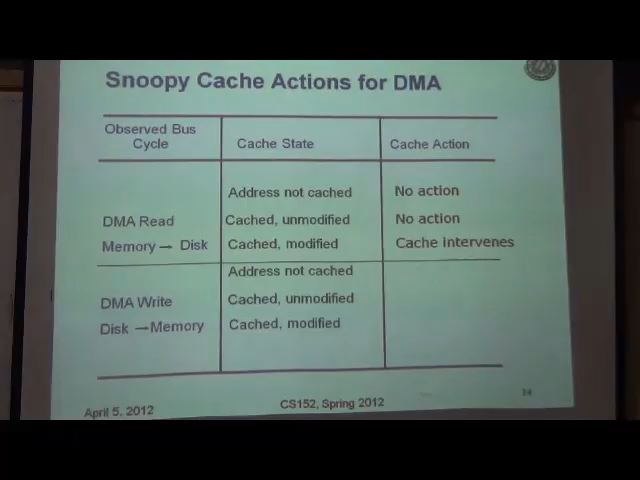 Snoopy Cache Actions for DMA
Observed Bus Cycle
Cache State
Cache Action
Address not cached
No action
DMA Read
Cached, unmodified
No action
Memory → Disk
Cached, modified
Cache intervenes
Address not cached
DMA Write
Cached, unmodified
Disk → Memory
Cached, modified
April 5, 2012
CS152, Spring 2012